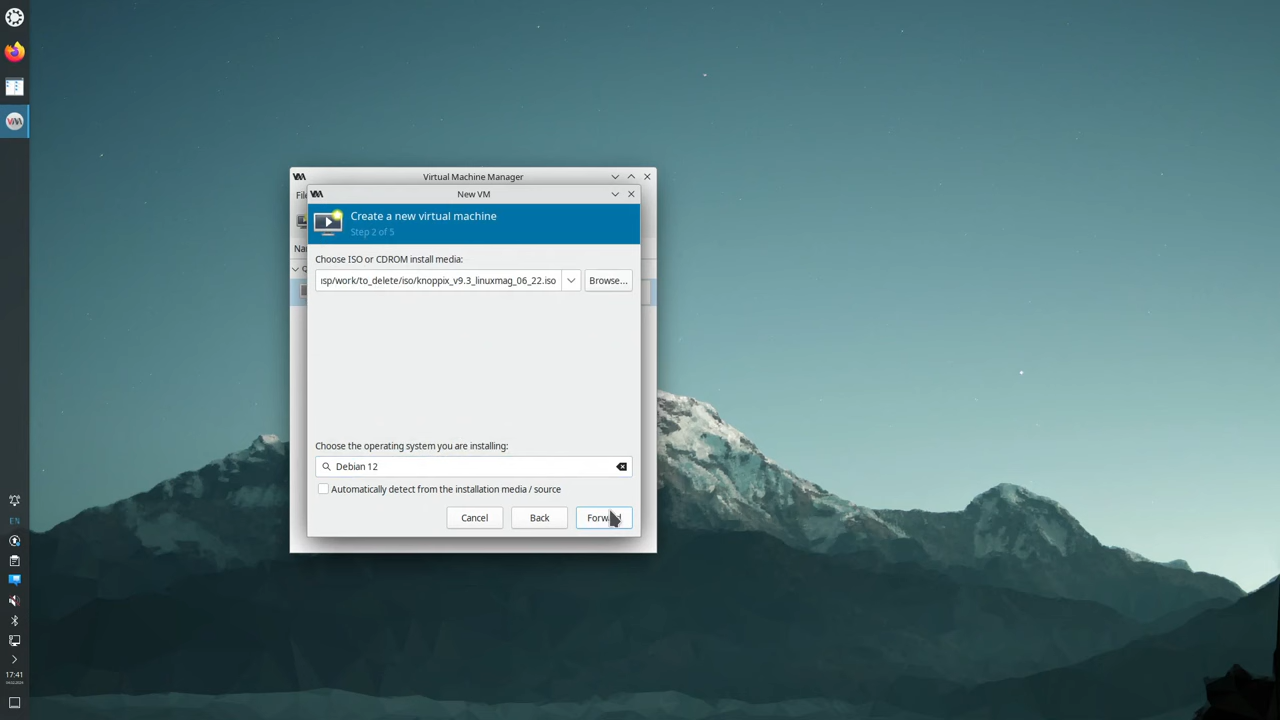 Virtual Machine Manager
New VM
Create a new virtual machine
Step 2 of 5
Choose ISO or CDROM install media:
ısp/work/to_delete/iso/knoppix_v9.3_linuxmag_06_22.iso
Browse...
Choose the operating system you are installing:
Debian 12
Automatically detect from the installation media / source
Cancel
Back
EN
17:41